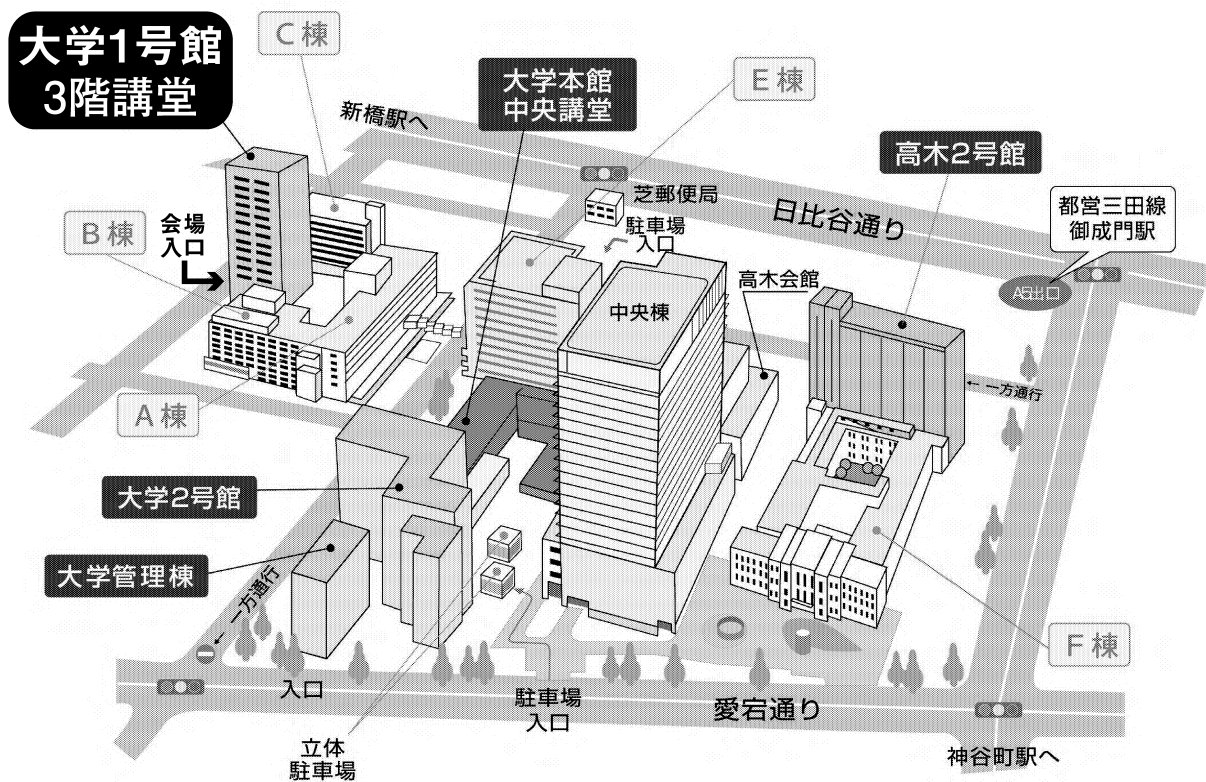 大学1号館
3階講堂
C棟
大学本館
中央講堂
E棟
新橋駅へ
高木2号館
芝郵便局
日比谷通り
都営三田線
御成門駅
B棟
会場
入口
駐車場
入口
高木会館
A5出口
中央棟
←一方通行
A棟
大学2号館
大学管理棟
←一方通行
F棟
入口
駐車場
入口
愛宕通り
立体
駐車場
神谷町駅へ